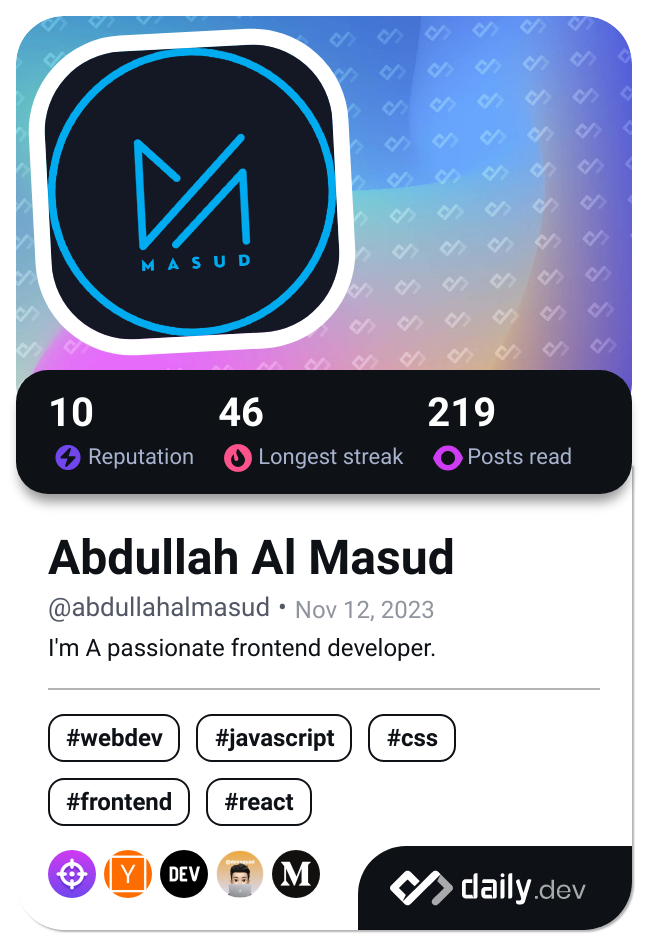 MASUD
10 46 219
Reputation Longest streak Posts read
Abdullah Al Masud
@abdullahalmasud • Nov 12, 2023
I'm A passionate frontend developer.
#webdev #javascript #css
#frontend #react
Y DEV M
daily.dev